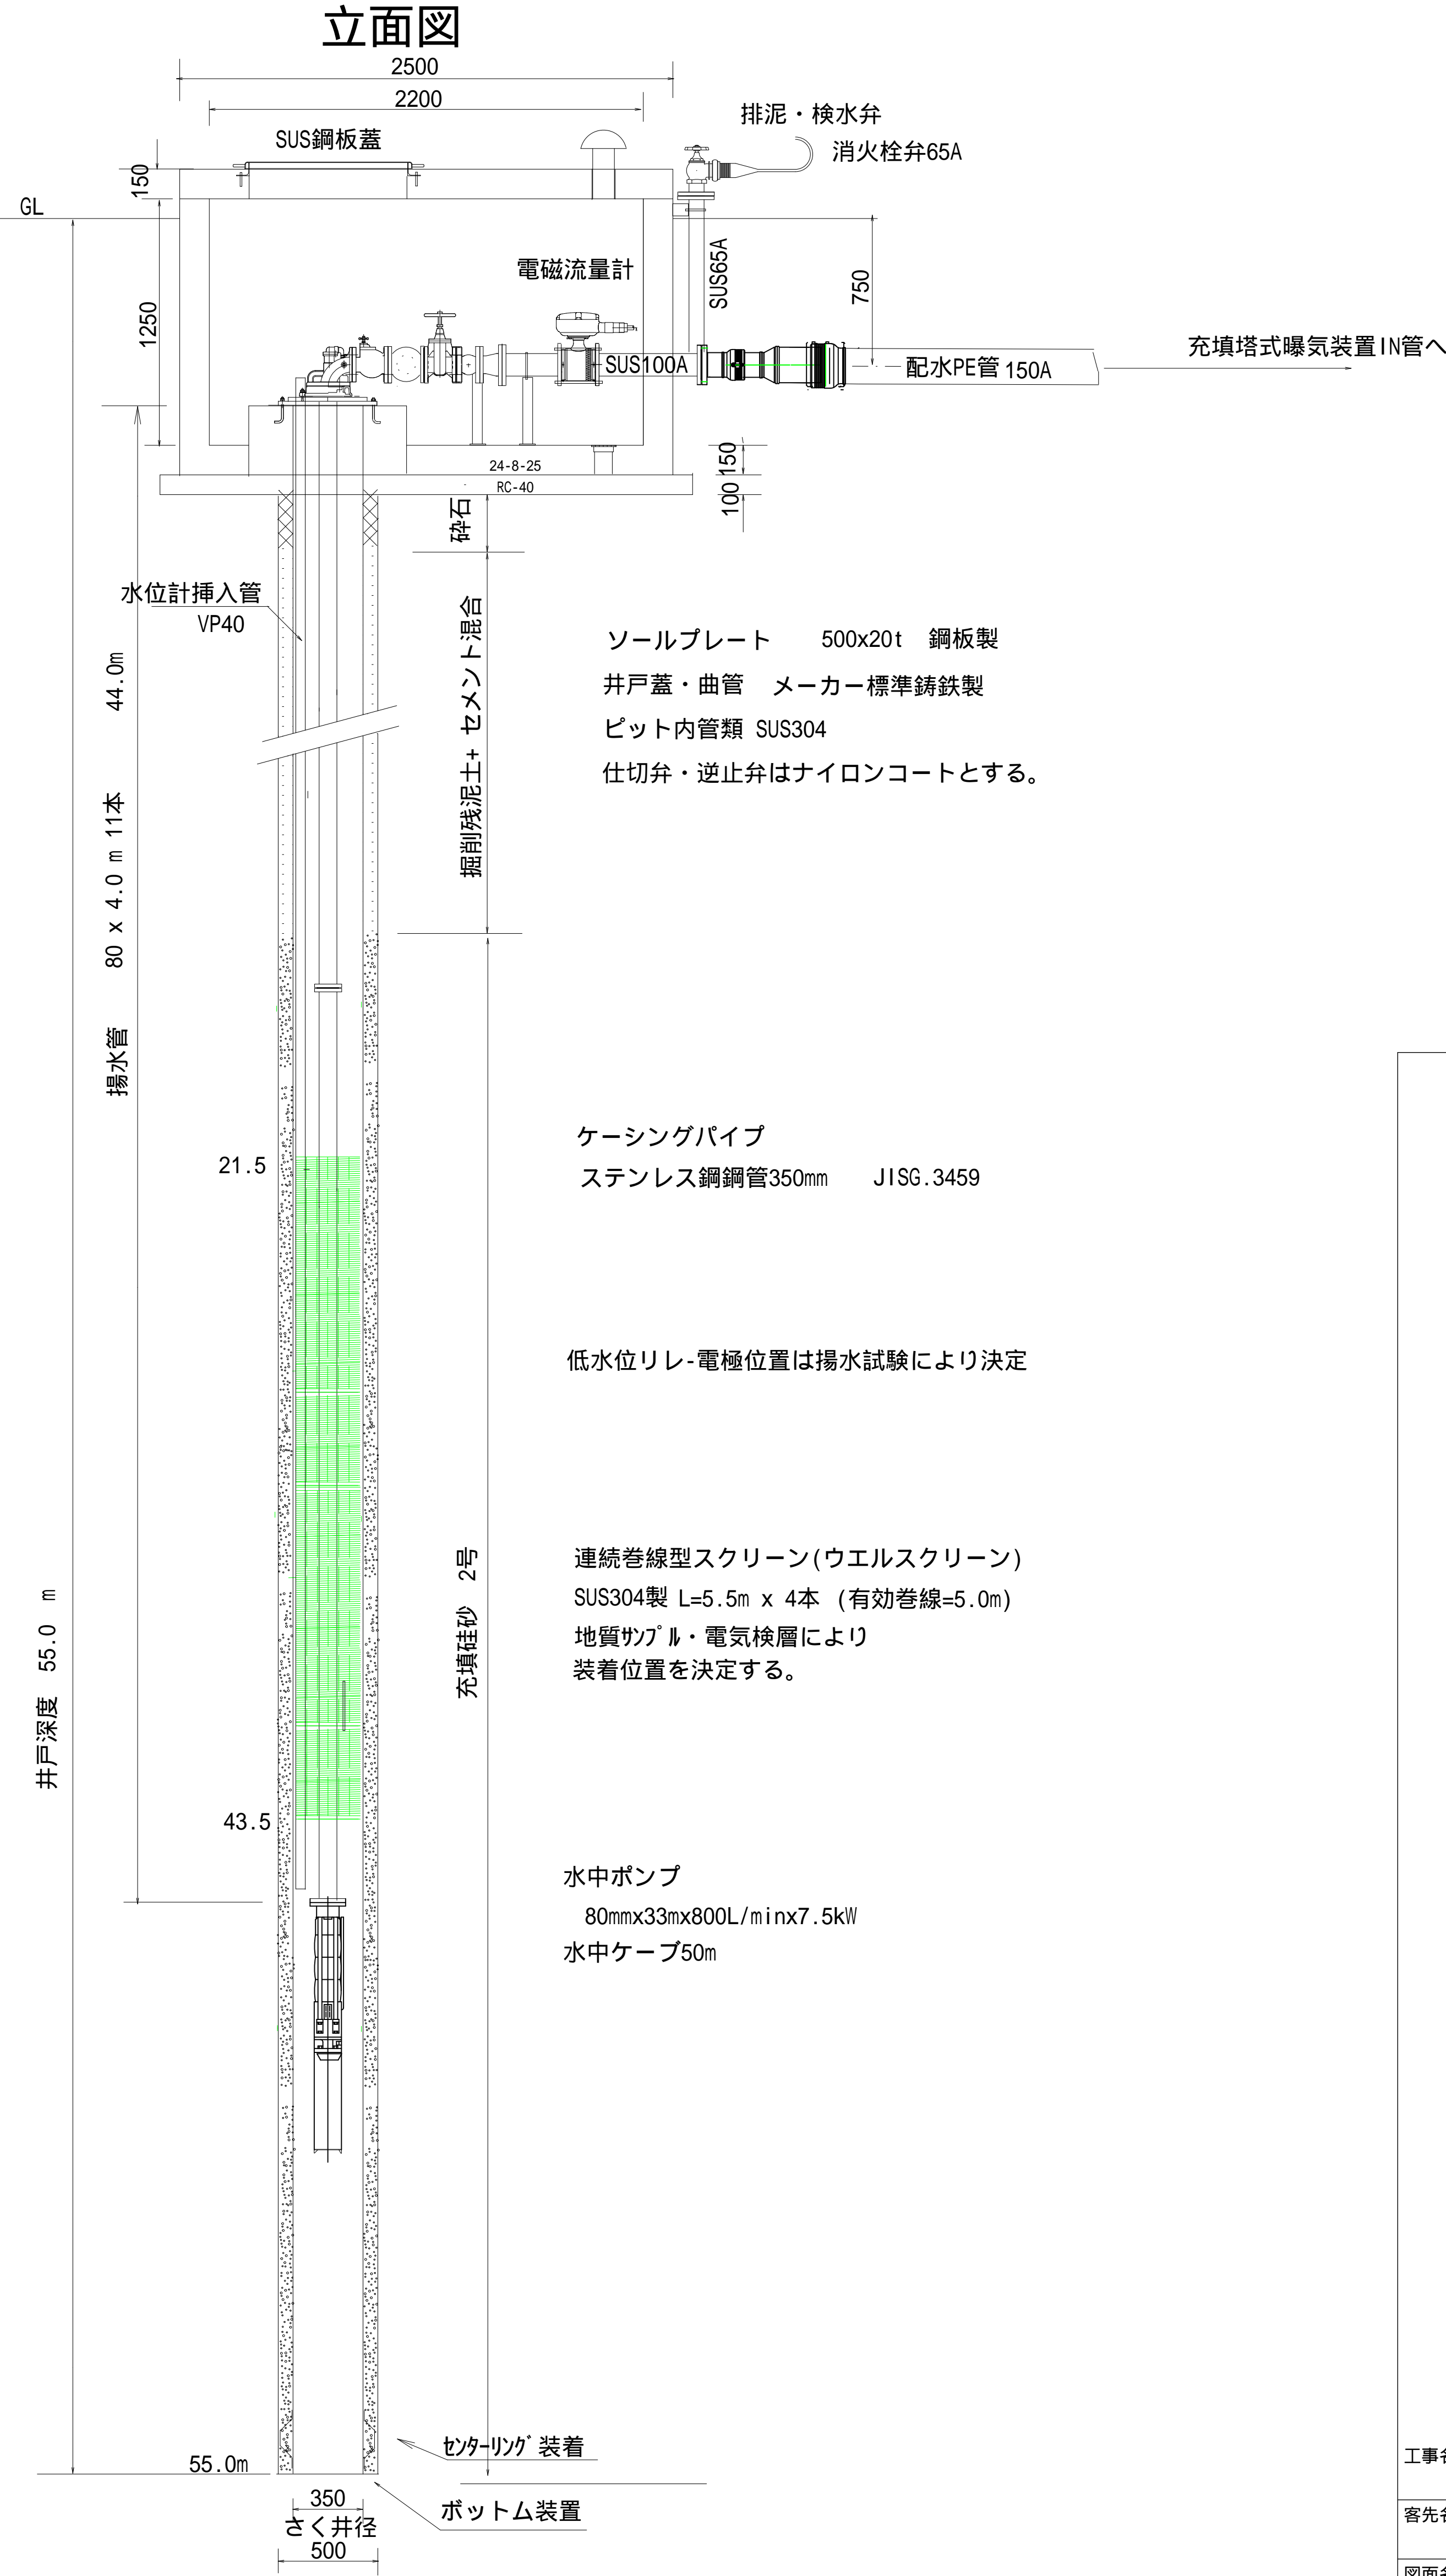 立面図
2500
2200
SUS鋼板蓋
排泥・検水弁
消火栓弁65A
150
GL
電磁流量計
SUS65A
750
1250
SUS100A
配水PE管 150A
充填塔式曝気装置IN管へ
24-8-25
RC-40
150
100
砕石
水位計挿入管
VP40
掘削残泥土+ セメント混合
ソールプレート 500x20t 鋼板製
井戸蓋・曲管 メーカー標準鋳鉄製
ピット内管類 SUS304
仕切弁・逆止弁はナイロンコートとする。
揚水管 80 x 4.0 m 11本 44.0m
21.5
ケーシングパイプ
ステンレス鋼鋼管350mm JISG.3459
低水位リレ-電極位置は揚水試験により決定
充填硅砂 2号
連続巻線型スクリーン(ウエルスクリーン)
SUS304製 L=5.5m x 4本 (有効巻線=5.0m)
地質ｻﾝﾌﾟﾙ・電気検層により
装着位置を決定する。
井戸深度 55.0 m
43.5
水中ポンプ
80mmx33mx800L/minx7.5kW
水中ケーブ50m
55.0m
ｾﾝﾀｰﾘﾝｸﾞ装着
ボットム装置
350
さく井径
500
工事名
客先名
図面名